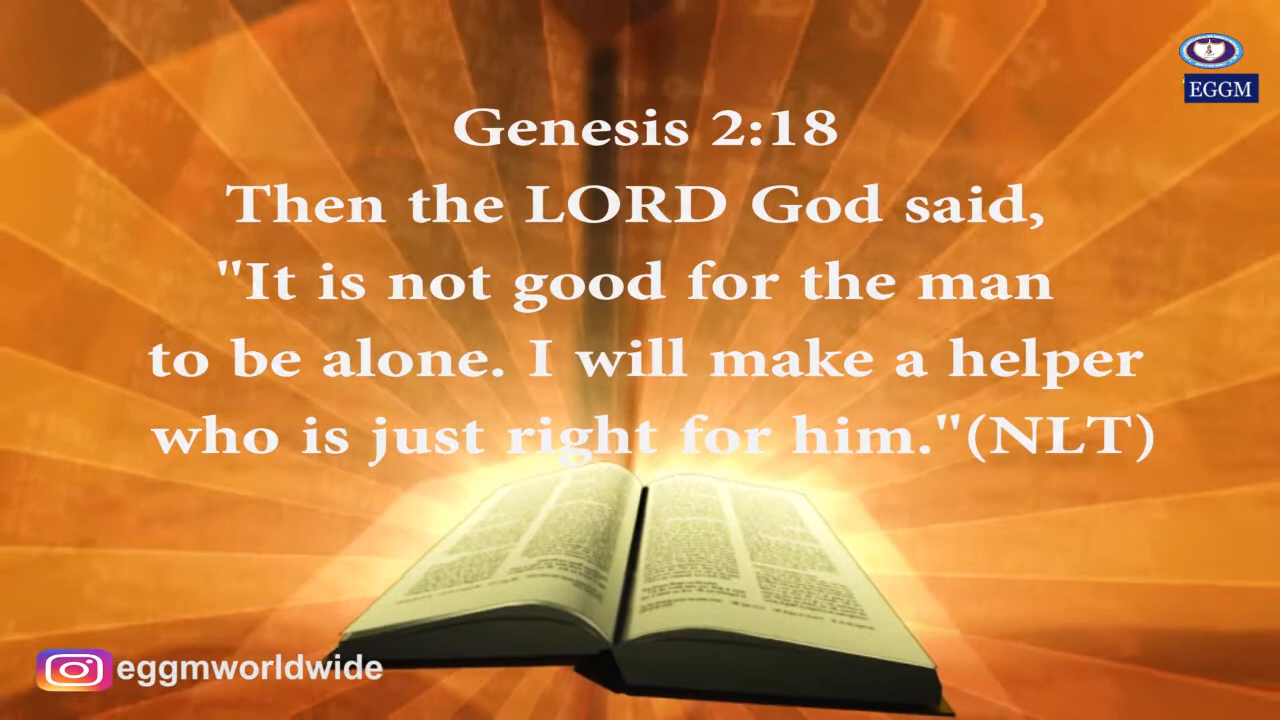 EGGM
Genesis 2:18
Then the LORD God said,
"It is not good for the man
to be alone. I will make a helper
who is just right for him."(NLT)
eggmworldwide